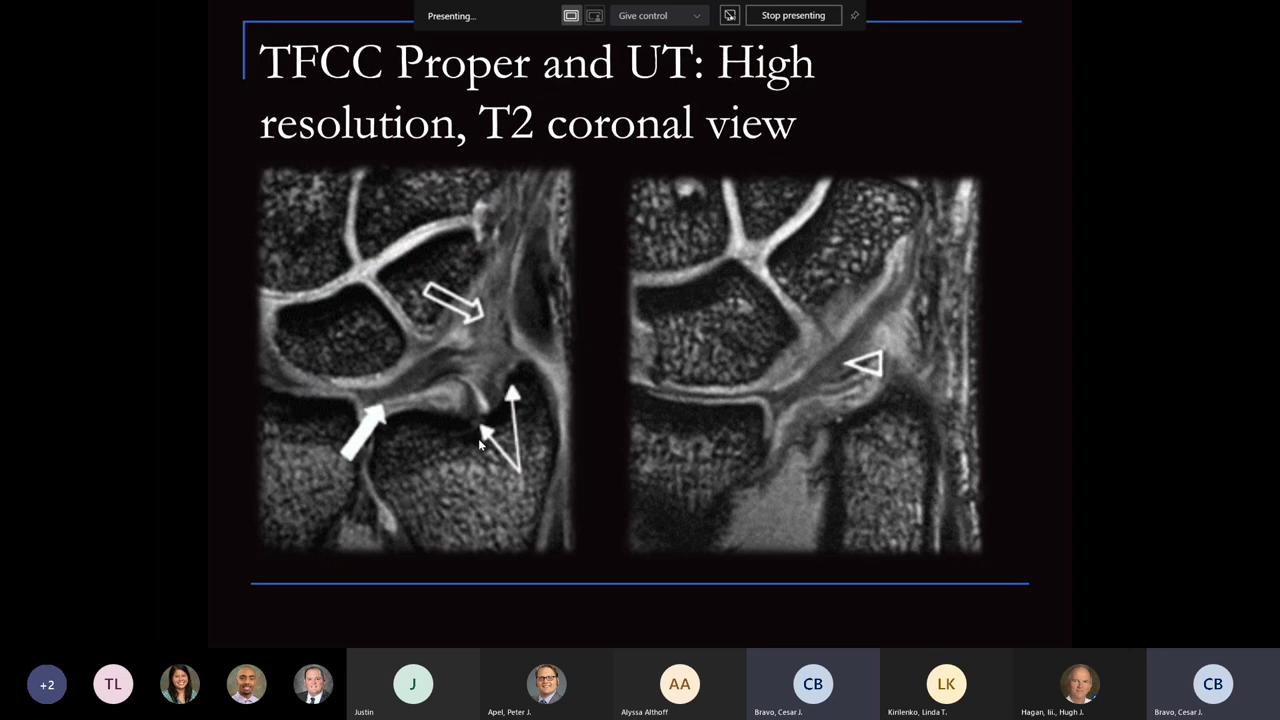 Presenting...
Give control
Stop presenting
TFCC Proper and UT: High
resolution, T2 coronal view
+2
TL
J
AA
CB
LK
CB
Justin
Apel, Peter J.
Alyssa Althoff
Bravo, Cesar J.
Kirilenko, Linda T.
Hagan, Iii., Hugh J.
Bravo, Cesar J.